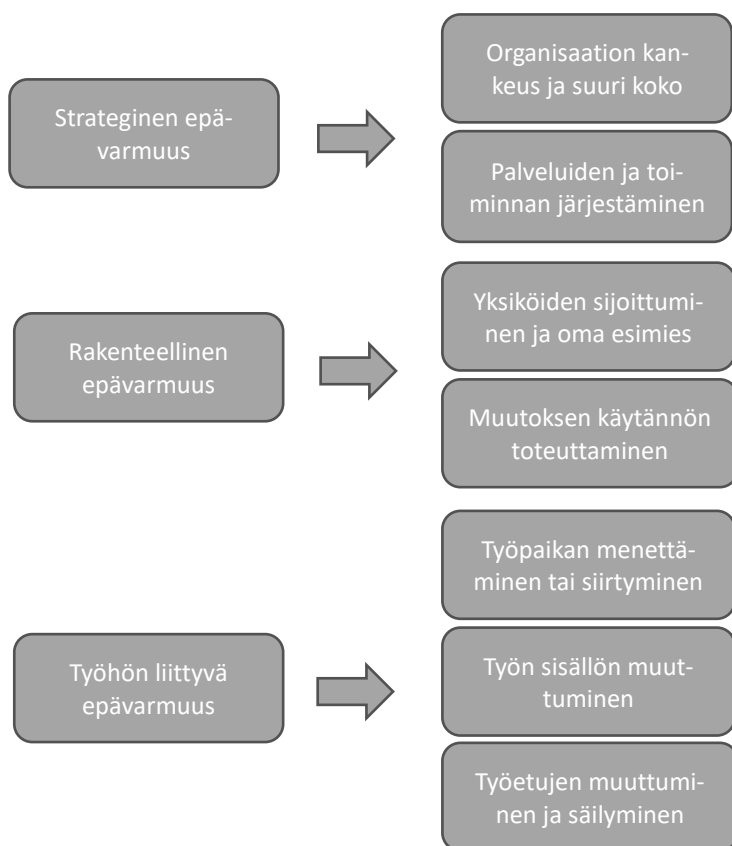 Strateginen epä-
varmuus
Organisaation kan-
keus ja suuri koko
Palveluiden ja toi-
minnan järjestäminen
Rakenteellinen
epävarmuus
Yksiköiden sijoittumi-
nen ja oma esimies
Muutoksen käytännön
toteuttaminen
Työhön liittyvä
epävarmuus
Työpaikan menettä-
minen tai siirtyminen
Työn sisällön muut-
tuminen
Työetujen muuttumi-
nen ja säilyminen